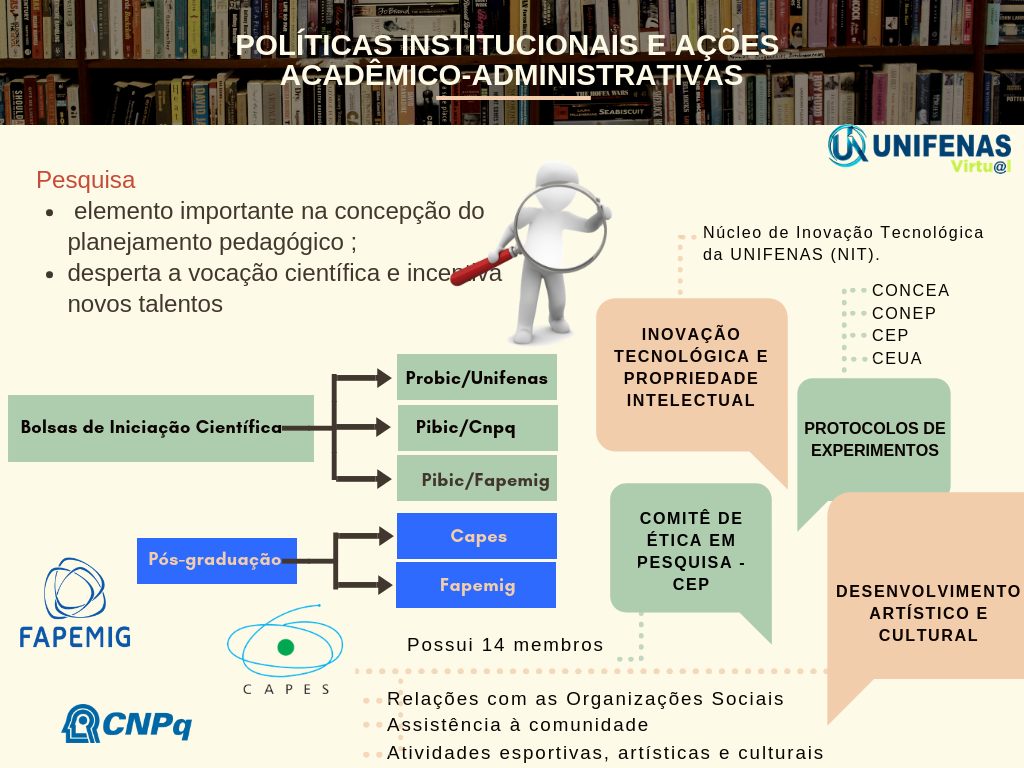 POLÍTICAS INSTITUCIONAIS E AÇÕES
ACADÊMICO-ADMINISTRATIVAS
SEABISCUIT
UNIFENAS
Virtu@l
Pesquisa
elemento importante na concepção do
planejamento pedagógico ;
desperta a vocação científica e incentiva
novos talentos
Núcleo de Inovação Tecnológica
da UNIFENAS (NIT).
CONCEA
CONEP
CEP
CEUA
INOVAÇÃO
TECNOLÓGICA E
PROPRIEDADE
INTELECTUAL
PROTOCOLOS DE
EXPERIMENTOS
Bolsas de Iniciação Científica
Probic/Unifenas
Pibic/Cnpq
Pibic/Fapemig
Pós-graduação
Capes
Fapemig
COMITÊ DE
ÉTICA EM
PESQUISA -
CEP
DESENVOLVIMENTO
ARTÍSTICO E
CULTURAL
FAPEMIG
CAPES
CNPq
Possui 14 membros
Relações com as Organizações Sociais
Assistência à comunidade
Atividades esportivas, artísticas e culturais